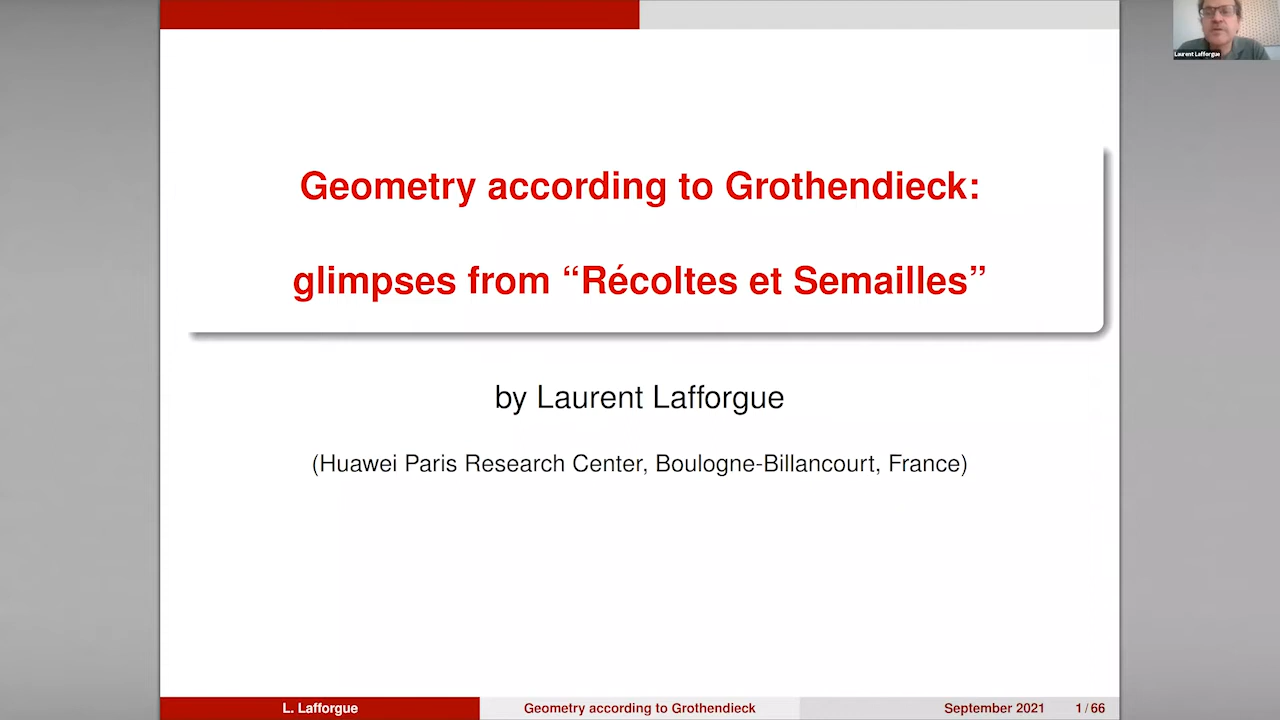 Laurent Lafforgue
Geometry according to Grothendieck:
glimpses from “Récoltes et Semailles”
by Laurent Lafforgue
(Huawei Paris Research Center, Boulogne-Billancourt, France)
L. Lafforgue
Geometry according to Grothendieck
September 2021
1 / 66